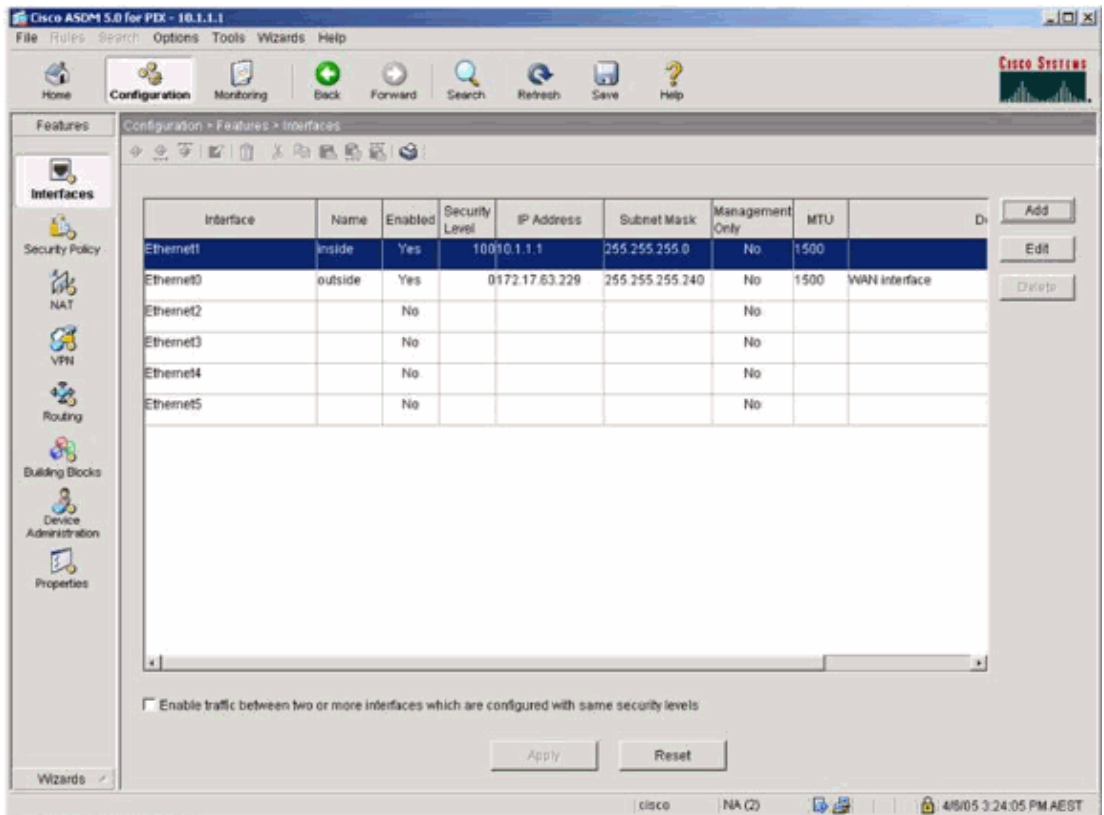 Cisco ASDM 5.0 for PIX - 10.1.1.1
File Rules Search Options Tools Wizards Help
Home Configuration Monitoring Back Forward Search Refresh Save Help
CISCO SYSTEMS
Features
Configuration > Features > Interfaces
Interfaces
Security Policy
NAT
VPN
Routing
Building Blocks
Device Administration
Properties
Wizards
Interface Name Enabled Security Level IP Address Subnet Mask Management Only MTU
Ethernet1 inside Yes 100 10.1.1.1 255.255.255.0 No 1500
Ethernet0 outside Yes 0 172.17.63.229 255.255.255.240 No 1500 WAN interface
Ethernet2 No No
Ethernet3 No No
Ethernet4 No No
Ethernet5 No No
Add
Edit
Delete
Enable traffic between two or more interfaces which are configured with same security levels
Apply Reset
cisco NA (2) 4/6/05 3:24:05 PM AEST